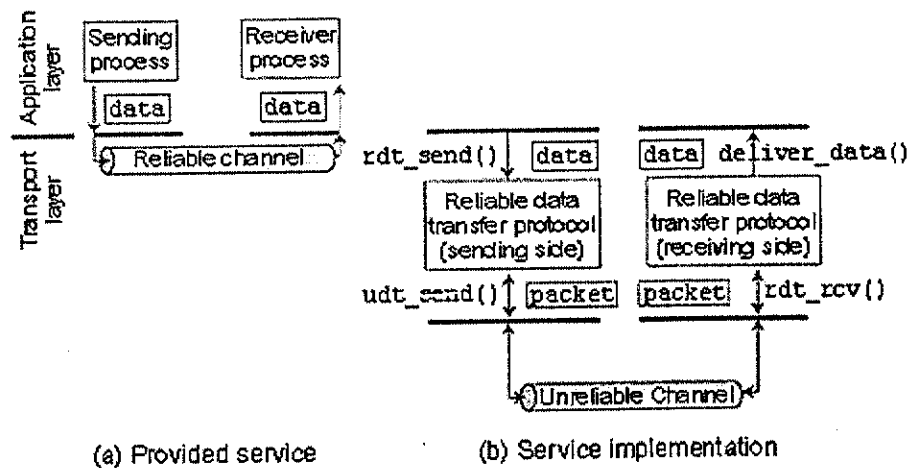 Application
layer
Transport
layer
Sending
process
Receiver
process
data
data
Reliable channel
rdt_send()
data
data
deliver_data()
Reliable data
transfer protocol
(sending side)
Reliable data
transfer protocol
(receiving side)
udt_send()
packet
packet
rdt_rcv()
Unreliable Channel
(a) Provided service
(b) Service implementation